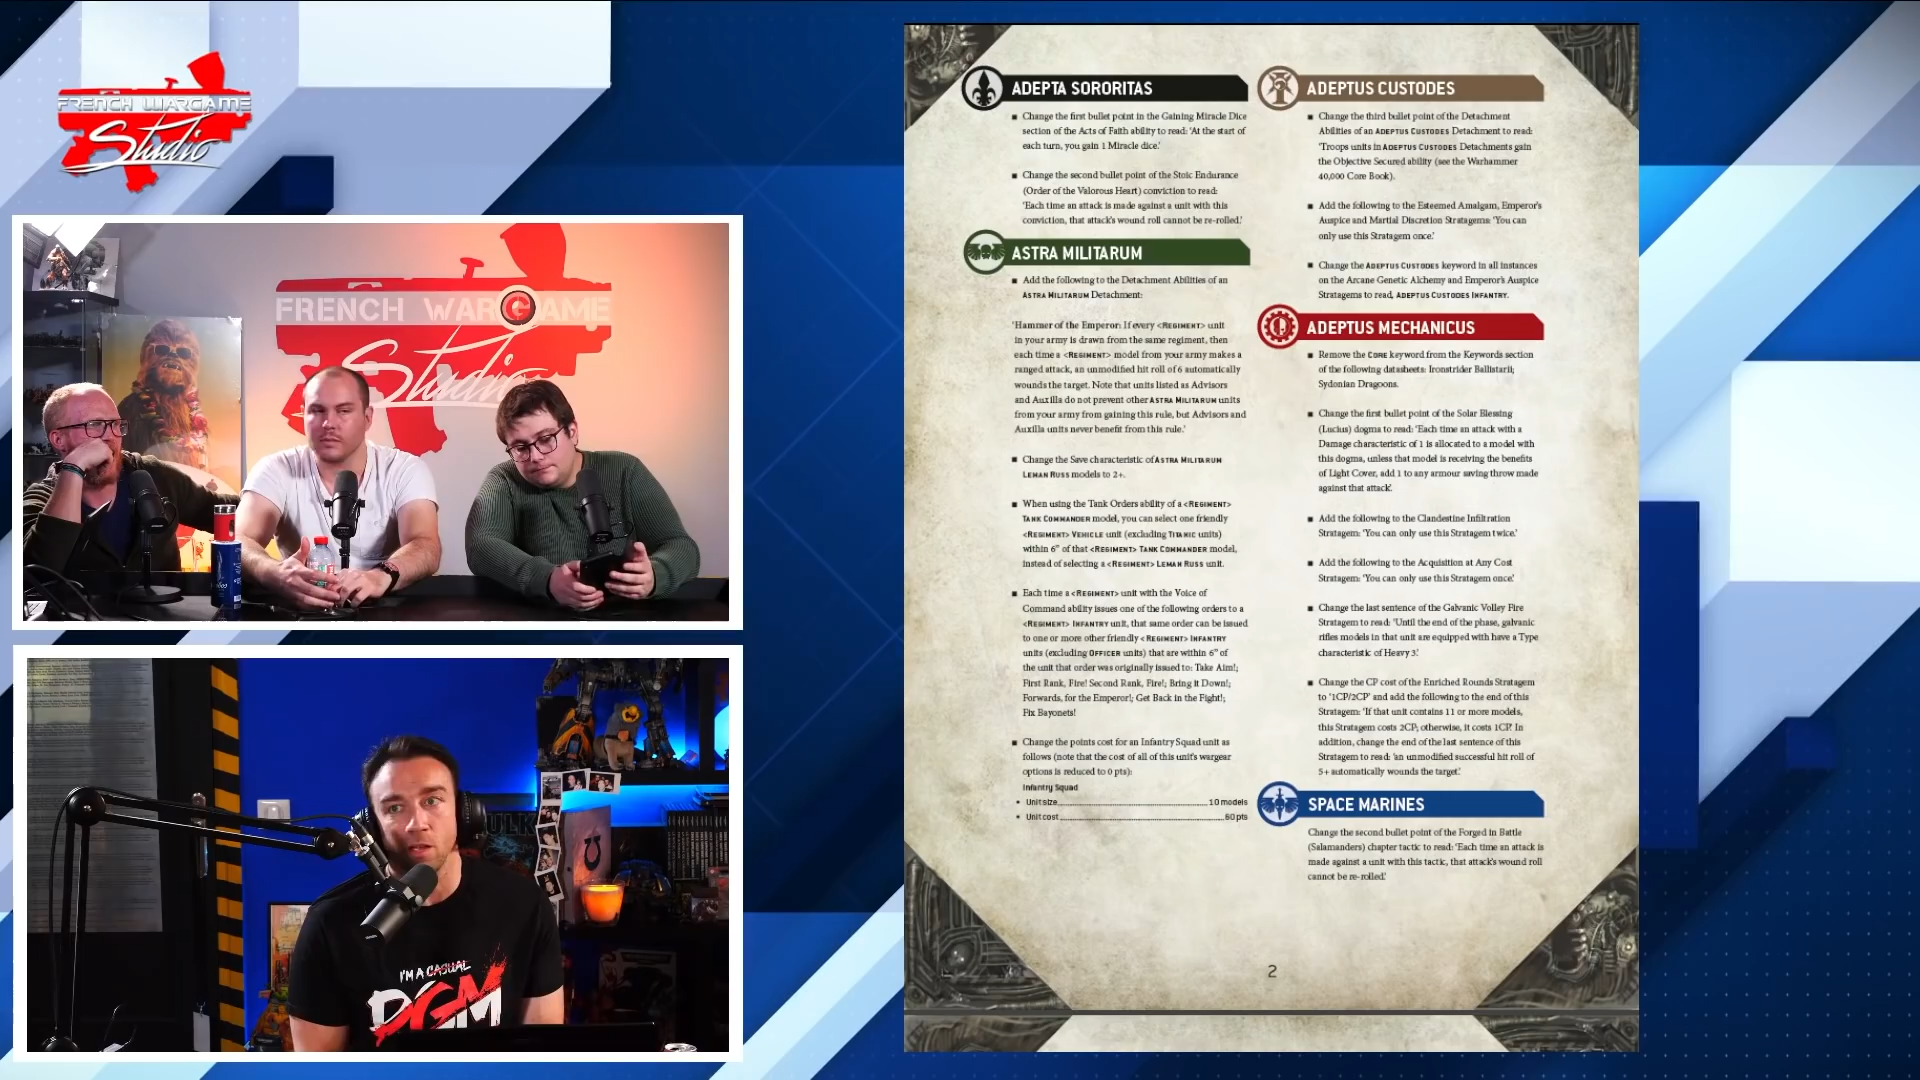 FRENCH WARGAME
Studio
FRENCH WARGAME
Studio
I'M A CASUAL
PGM
ADEPTA SORORITAS
Change the first bullet point in the Gaining Miracle Dice
section of the Acts of Faith ability to read: 'At the start of
each turn, you gain 1 Miracle dice.'
Change the second bullet point of the Stoic Endurance
(Order of the Valorous Heart) conviction to read:
'Each time an attack is made against a unit with this
conviction, that attack's wound roll cannot be re-rolled.'
ASTRA MILITARUM
Add the following to the Detachment Abilities of an
ASTRA MILITARUM Detachment:
'Hammer of the Emperor: If every <REGIMENT> unit
in your army is drawn from the same regiment, then
each time a <REGIMENT> model from your army makes a
ranged attack, an unmodified hit roll of 6 automatically
wounds the target. Note that units listed as Advisors
and Auxilla do not prevent other ASTRA MILITARUM units
from your army from gaining this rule, but Advisors and
Auxilla units never benefit from this rule.'
Change the Save characteristic of ASTRA MILITARUM
LEMAN RUSS models to 2+.
When using the Tank Orders ability of a <REGIMENT>
TANK COMMANDER model, you can select one friendly
<REGIMENT> VEHICLE unit (excluding TITANIC units)
within 6" of that <REGIMENT> TANK COMMANDER model,
instead of selecting a <REGIMENT> LEMAN RUSS unit.
Each time a <REGIMENT> unit with the Voice of
Command ability issues one of the following orders to a
<REGIMENT> INFANTRY unit, that same order can be issued
to one or more other friendly <REGIMENT> INFANTRY
units (excluding OFFICER units) that are within 6" of
the unit that order was originally issued to: Take Aim!;
First Rank, Fire! Second Rank, Fire!; Bring it Down!;
Forwards, for the Emperor!; Get Back in the Fight!;
Fix Bayonets!
Change the points cost for an Infantry Squad unit as
follows (note that the cost of all of this unit's wargear
options is reduced to 0 pts):
Infantry Squad
• Unit size 10 models
• Unit cost 60 pts
ADEPTUS CUSTODES
Change the third bullet point of the Detachment
Abilities of an ADEPTUS CUSTODES Detachment to read:
'Troops units in ADEPTUS CUSTODES Detachments gain
the Objective Secured ability (see the Warhammer
40,000 Core Book).
Add the following to the Esteemed Amalgam, Emperor's
Auspice and Martial Discretion Stratagems: 'You can
only use this Stratagem once.'
Change the ADEPTUS CUSTODES keyword in all instances
on the Arcane Genetic Alchemy and Emperor's Auspice
Stratagems to read, ADEPTUS CUSTODES INFANTRY.
ADEPTUS MECHANICUS
Remove the CORE keyword from the Keywords section
of the following datasheets: Ironstrider Ballistarii;
Sydonian Dragoons.
Change the first bullet point of the Solar Blessing
(Lucius) dogma to read: 'Each time an attack with a
Damage characteristic of 1 is allocated to a model with
this dogma, unless that model is receiving the benefits
of Light Cover, add 1 to any armour saving throw made
against that attack'.
Add the following to the Clandestine Infiltration
Stratagem: 'You can only use this Stratagem twice.'
Add the following to the Acquisition at Any Cost
Stratagem: 'You can only use this Stratagem once.'
Change the last sentence of the Galvanic Volley Fire
Stratagem to read: 'Until the end of the phase, galvanic
rifles models in that unit are equipped with have a Type
characteristic of Heavy 3.'
Change the CP cost of the Enriched Rounds Stratagem
to '1CP/2CP' and add the following to the end of this
Stratagem: 'If that unit contains 11 or more models,
this Stratagem costs 2CP; otherwise, it costs 1CP.' In
addition, change the end of the last sentence of this
Stratagem to read: 'an unmodified successful hit roll of
5+ automatically wounds the target.'
SPACE MARINES
Change the second bullet point of the Forged in Battle
(Salamanders) chapter tactic to read: 'Each time an attack is
made against a unit with this tactic, that attack's wound roll
cannot be re-rolled.'
2